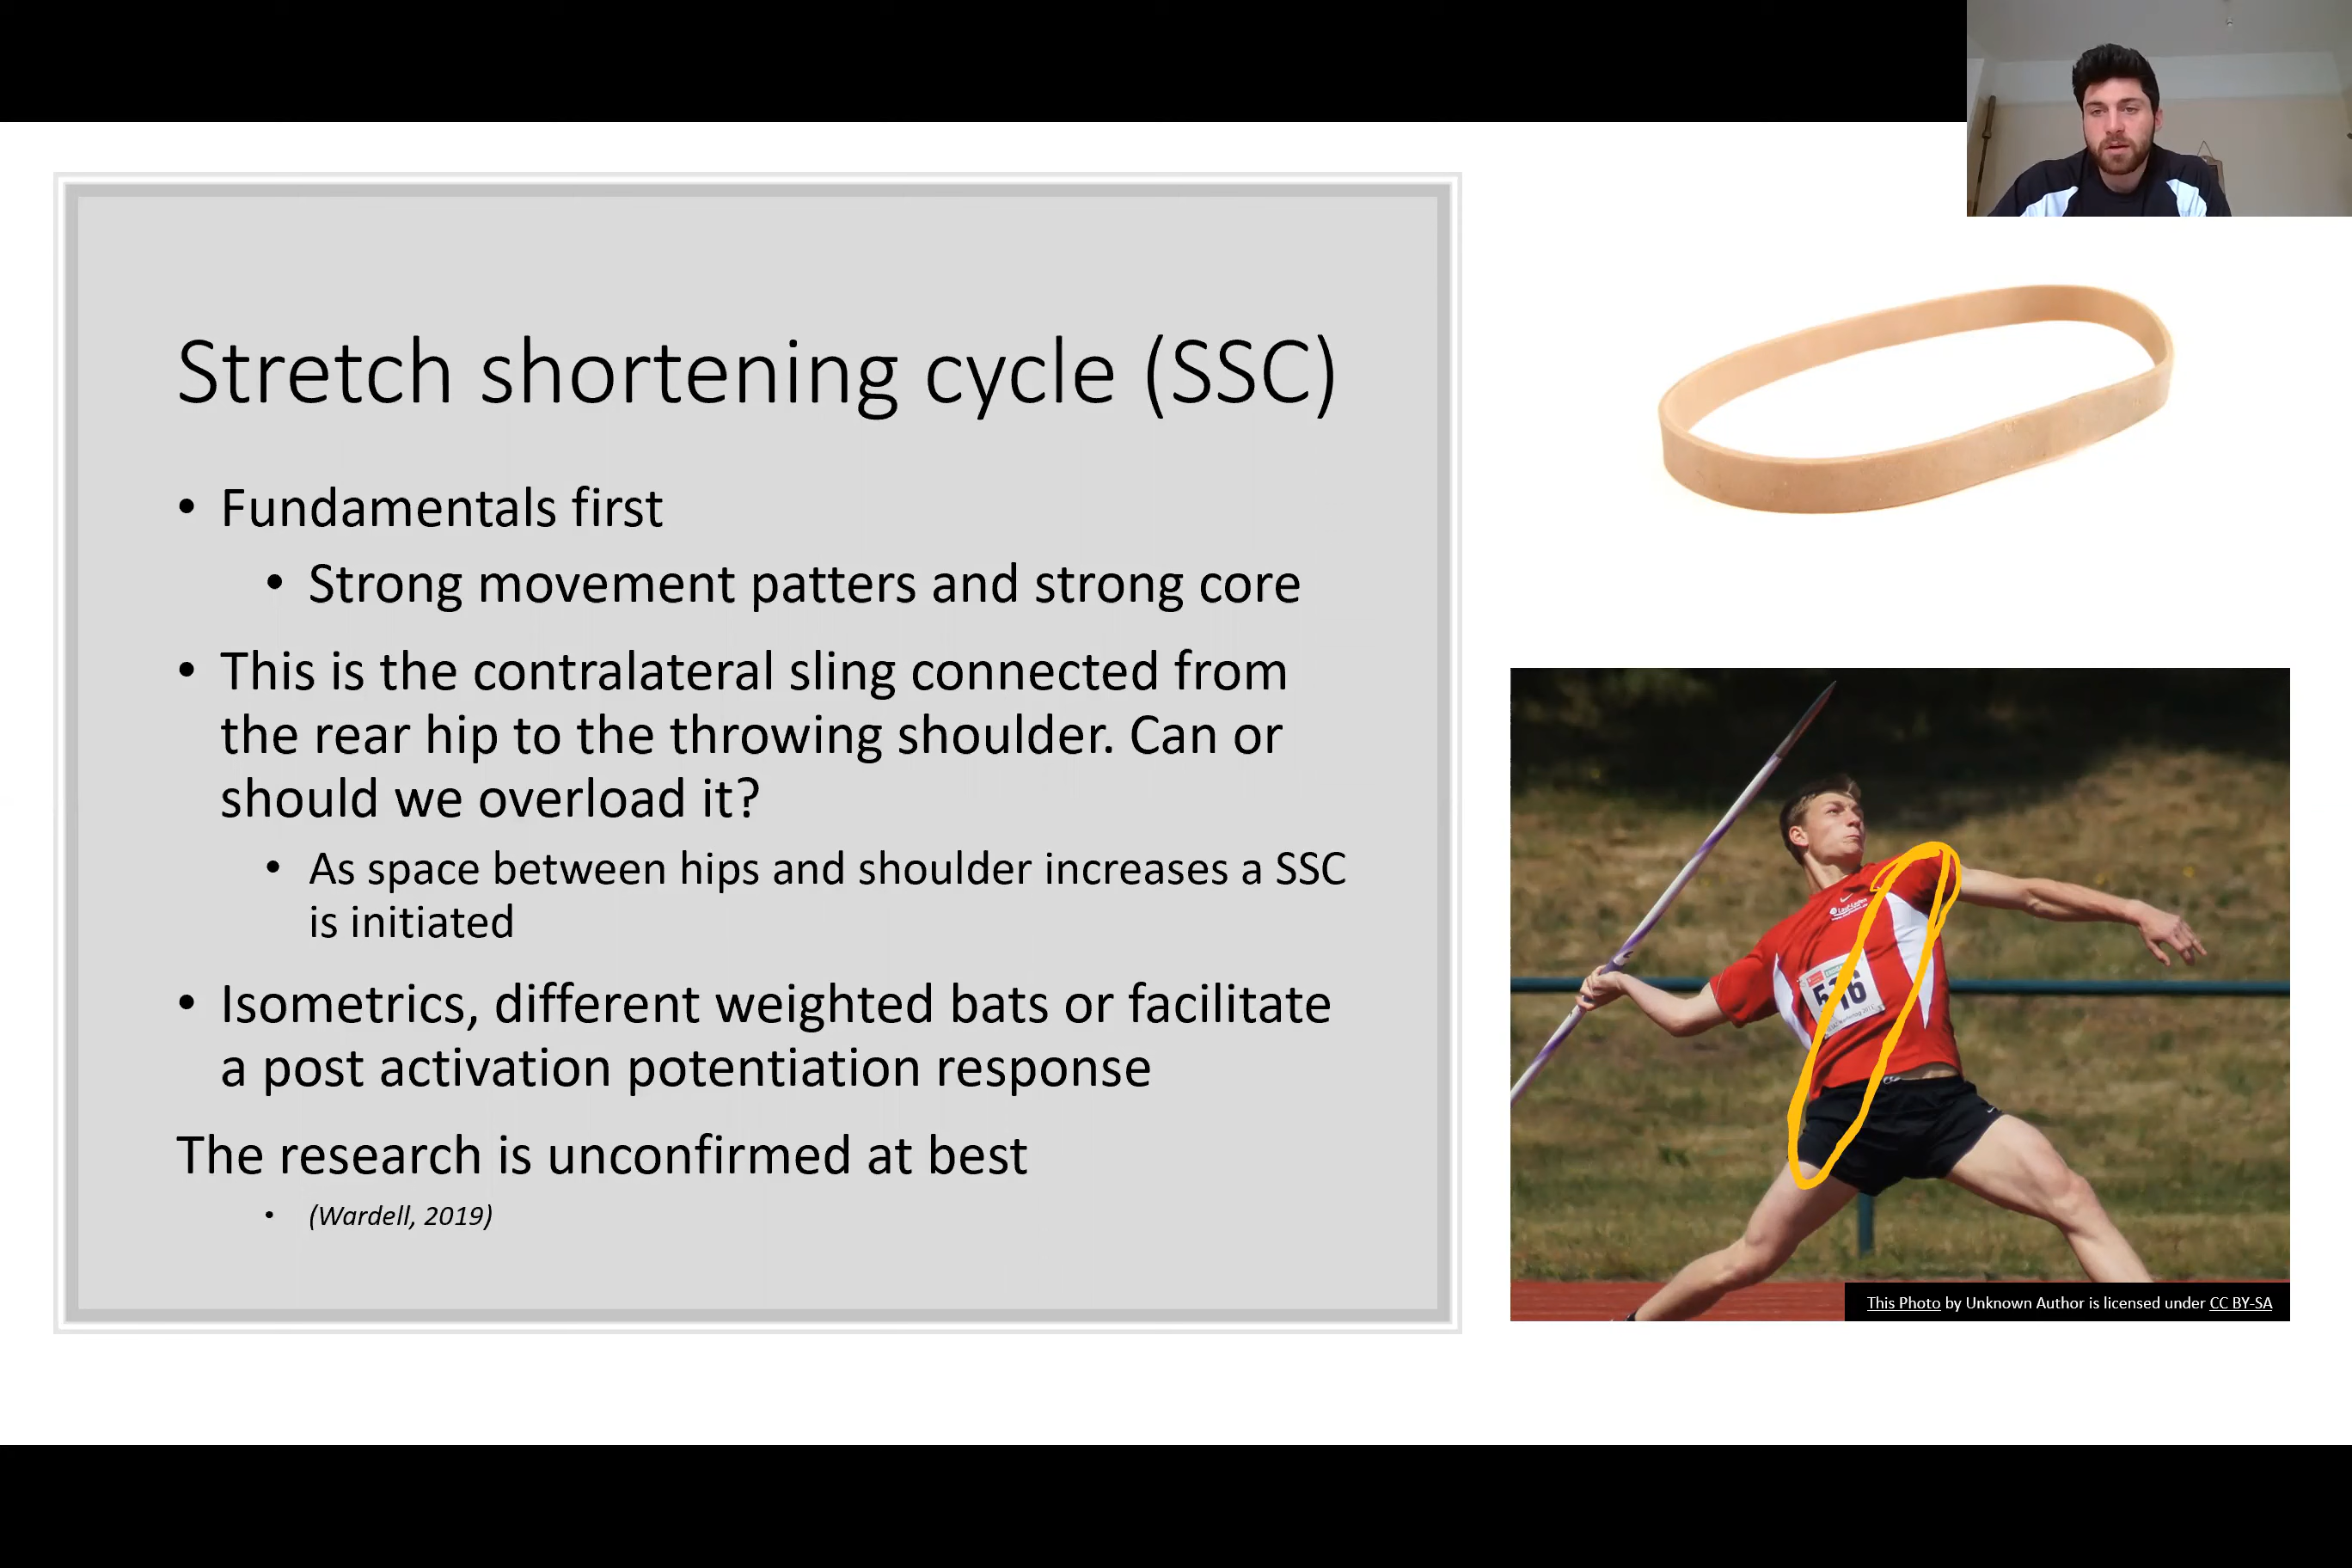 Stretch shortening cycle (SSC)
• Fundamentals first
• Strong movement patters and strong core
• This is the contralateral sling connected from
the rear hip to the throwing shoulder. Can or
should we overload it?
• As space between hips and shoulder increases a SSC
is initiated
• Isometrics, different weighted bats or facilitate
a post activation potentiation response
The research is unconfirmed at best
• (Wardell, 2019)
This Photo by Unknown Author is licensed under CC BY-SA